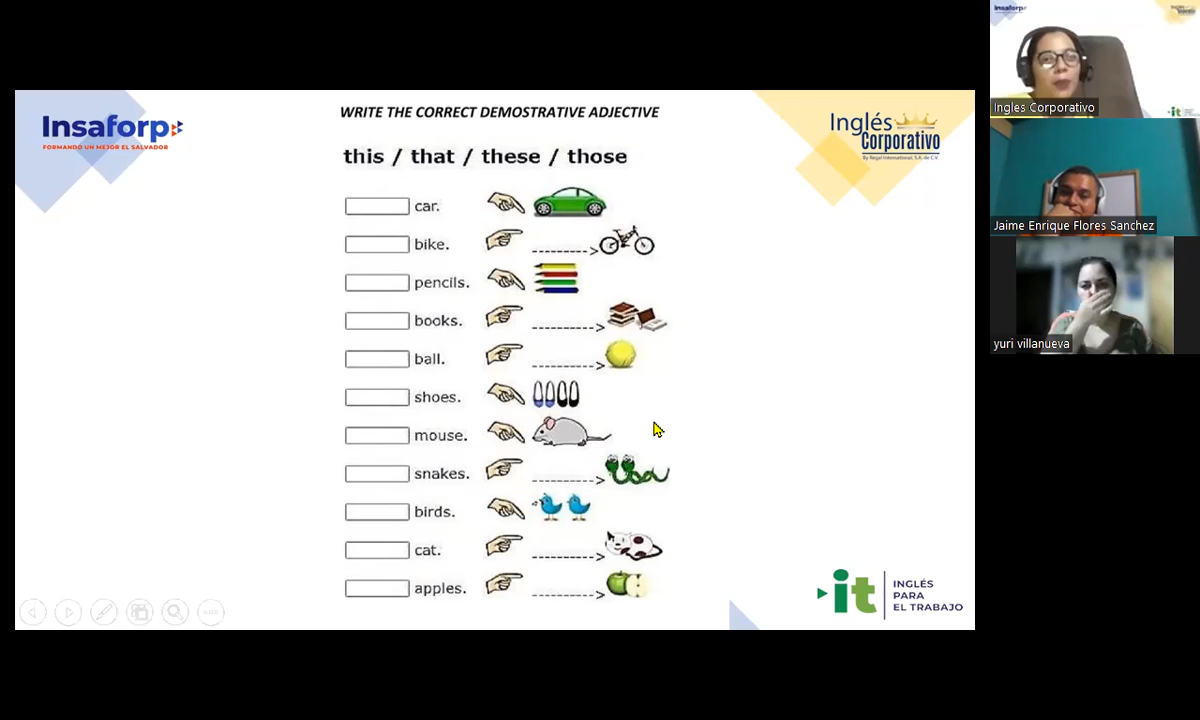 WRITE THE CORRECT DEMOSTRATIVE ADJECTIVE
Insaforp
FORMANDO UN MEJOR EL SALVADOR
Inglés
Corporativo
By Regal International, S.A. de C.V.
this / that / these / those
car.
bike.
pencils.
books.
ball.
shoes.
mouse.
snakes.
birds.
cat.
apples.
it
INGLÉS
PARA
EL TRABAJO
Insaforp
Ingles Corporativo
it
Jaime Enrique Flores Sanchez
yuri villanueva